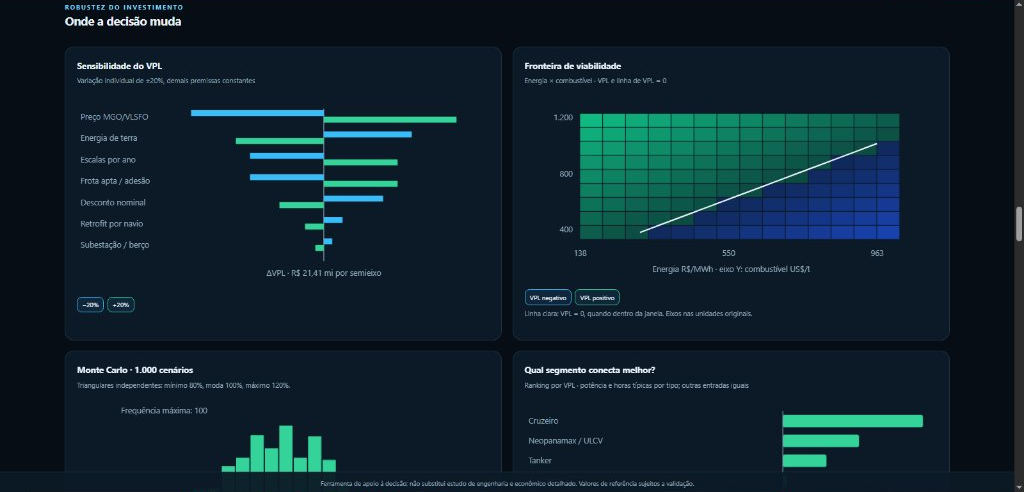 ROBUSTEZ DO INVESTIMENTO
Onde a decisão muda
Sensibilidade do VPL
Variação individual de ±20%, demais premissas constantes
Preço MGO/VLSFO
Energia de terra
Escalas por ano
Frota apta / adesão
Desconto nominal
Retrofit por navio
Subestação / berço
ΔVPL · R$ 21,41 mi por semieixo
−20%
+20%
Fronteira de viabilidade
Energia × combustível · VPL e linha de VPL = 0
1.200
800
400
138
550
963
Energia R$/MWh · eixo Y: combustível US$/t
VPL negativo
VPL positivo
Linha clara: VPL = 0, quando dentro da janela. Eixos nas unidades originais.
Monte Carlo · 1.000 cenários
Triangulares independentes: mínimo 80%, moda 100%, máximo 120%.
Frequência máxima: 100
Qual segmento conecta melhor?
Ranking por VPL · potência e horas típicas por tipo; outras entradas iguais
Cruzeiro
Neopanamax / ULCV
Tanker
Ferramenta de apoio à decisão; não substitui estudo de engenharia e econômico detalhado. Valores de referência sujeitos a validação.